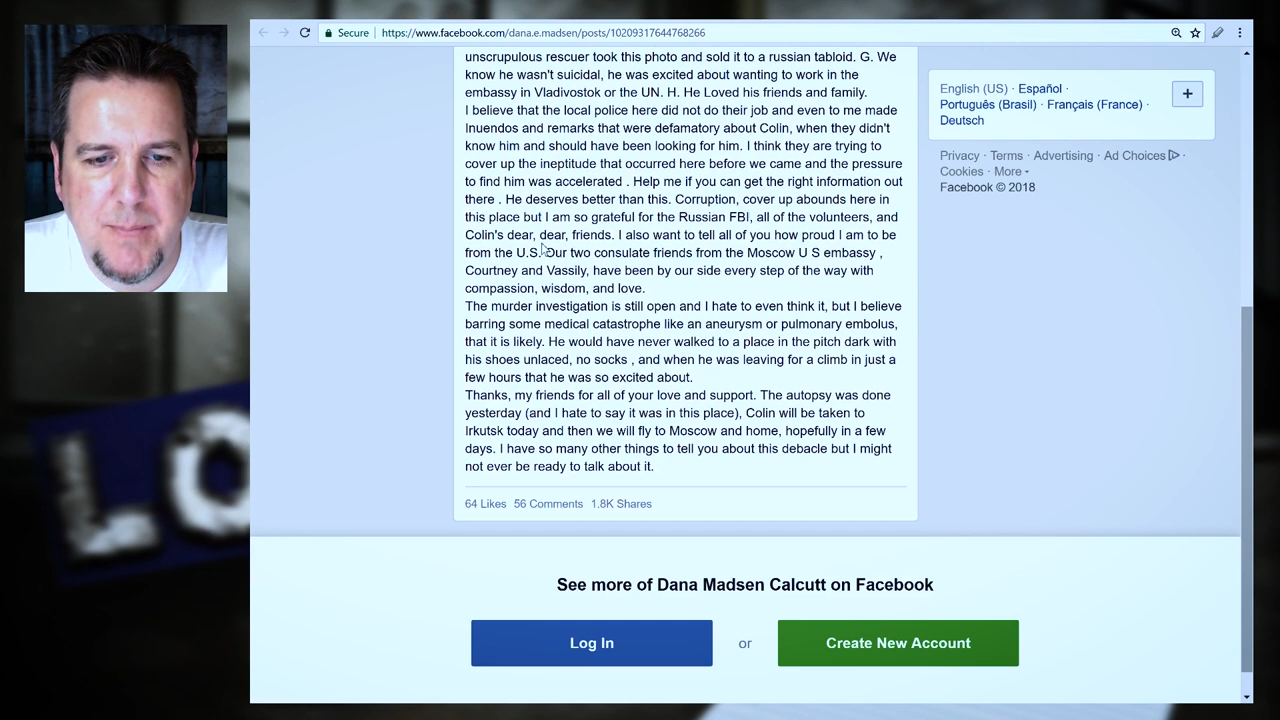 Secure
https://www.facebook.com/dana.e.madsen/posts/10209317644768266
unscrupulous rescuer took this photo and sold it to a russian tabloid. G. We
know he wasn't suicidal, he was excited about wanting to work in the
embassy in Vladivostok or the UN. H. He Loved his friends and family.
I believe that the local police here did not do their job and even to me made
Inuendos and remarks that were defamatory about Colin, when they didn't
know him and should have been looking for him. I think they are trying to
cover up the ineptitude that occurred here before we came and the pressure
to find him was accelerated . Help me if you can get the right information out
there . He deserves better than this. Corruption, cover up abounds here in
this place but I am so grateful for the Russian FBI, all of the volunteers, and
Colin's dear, dear, friends. I also want to tell all of you how proud I am to be
from the U.S. Our two consulate friends from the Moscow U S embassy ,
Courtney and Vassily, have been by our side every step of the way with
compassion, wisdom, and love.
The murder investigation is still open and I hate to even think it, but I believe
barring some medical catastrophe like an aneurysm or pulmonary embolus,
that it is likely. He would have never walked to a place in the pitch dark with
his shoes unlaced, no socks , and when he was leaving for a climb in just a
few hours that he was so excited about.
Thanks, my friends for all of your love and support. The autopsy was done
yesterday (and I hate to say it was in this place), Colin will be taken to
Irkutsk today and then we will fly to Moscow and home, hopefully in a few
days. I have so many other things to tell you about this debacle but I might
not ever be ready to talk about it.
64 Likes 56 Comments 1.8K Shares
English (US) · Español ·
Português (Brasil) · Français (France) ·
Deutsch
Privacy · Terms · Advertising · Ad Choices ·
Cookies · More
Facebook © 2018
See more of Dana Madsen Calcutt on Facebook
Log In
or
Create New Account
LO